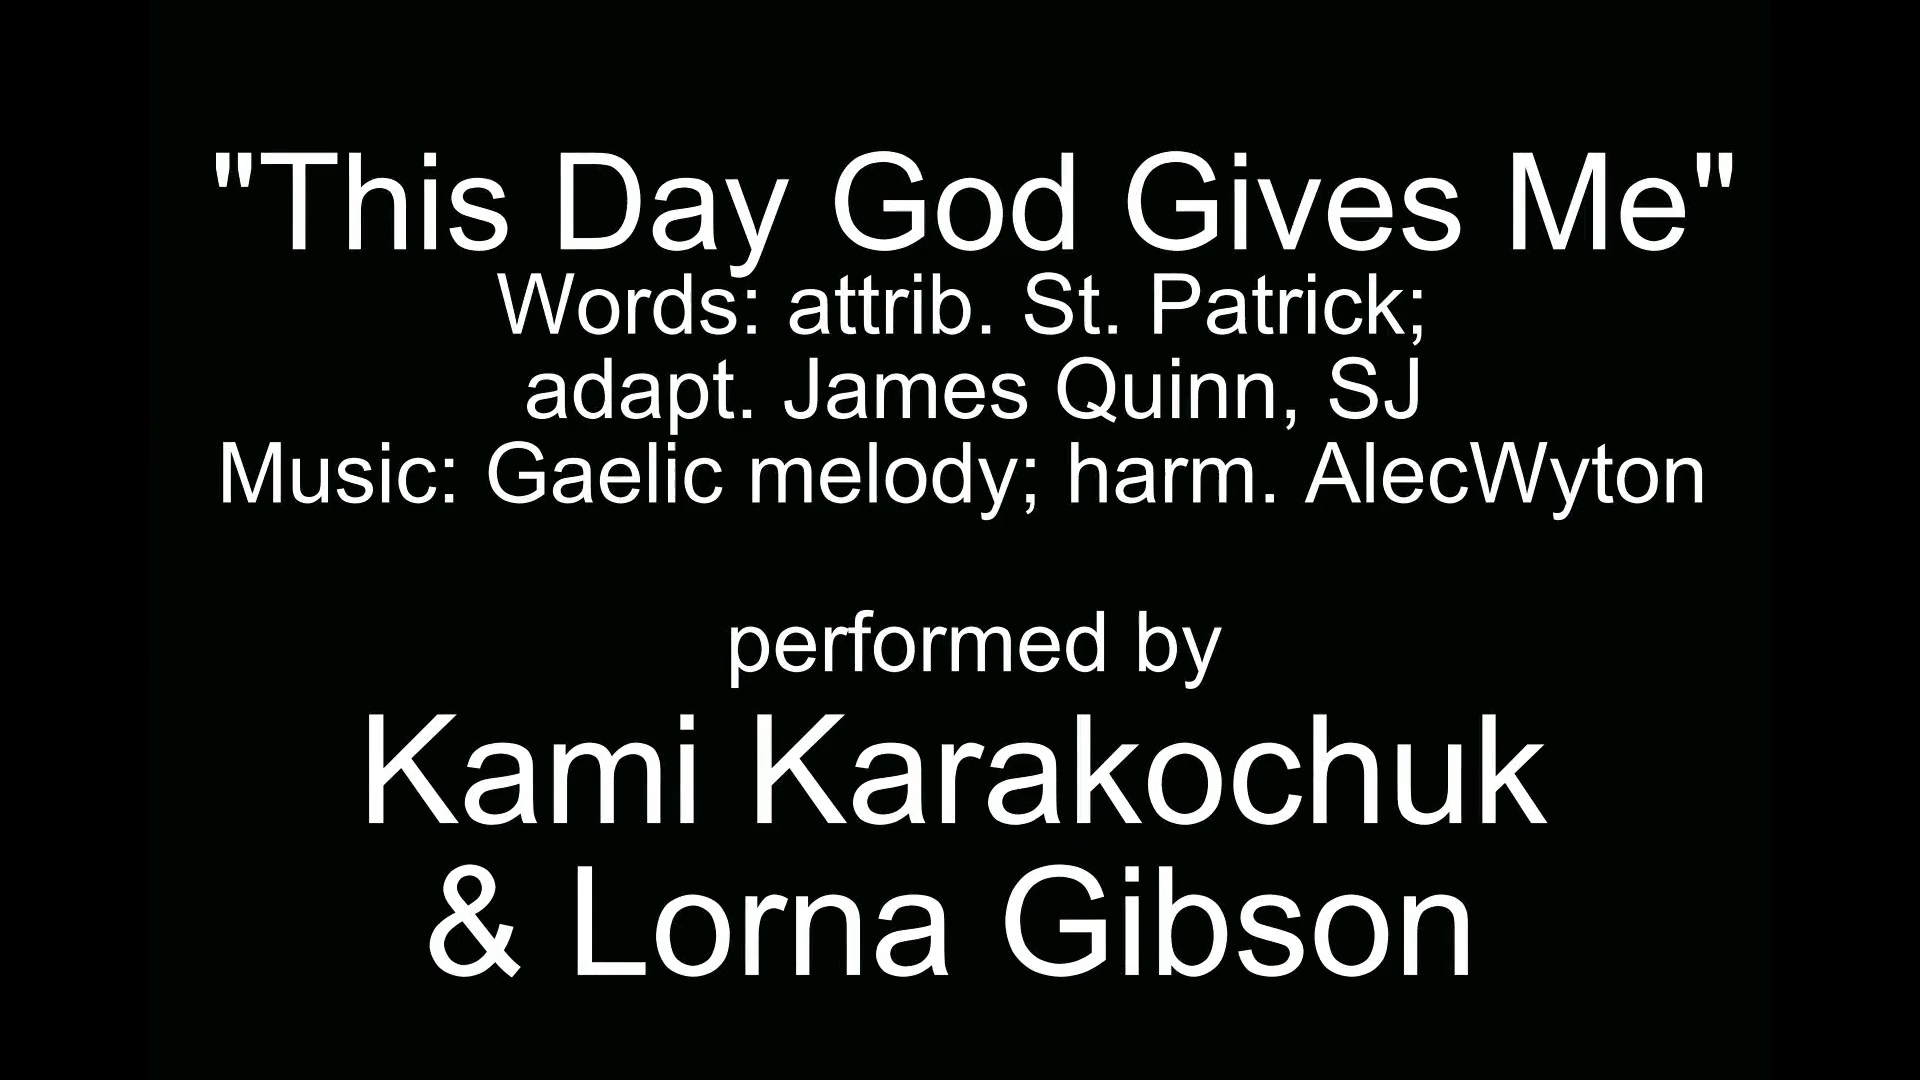 "This Day God Gives Me"
Words: attrib. St. Patrick;
adapt. James Quinn, SJ
Music: Gaelic melody; harm. AlecWyton
performed by
Kami Karakochuk
& Lorna Gibson